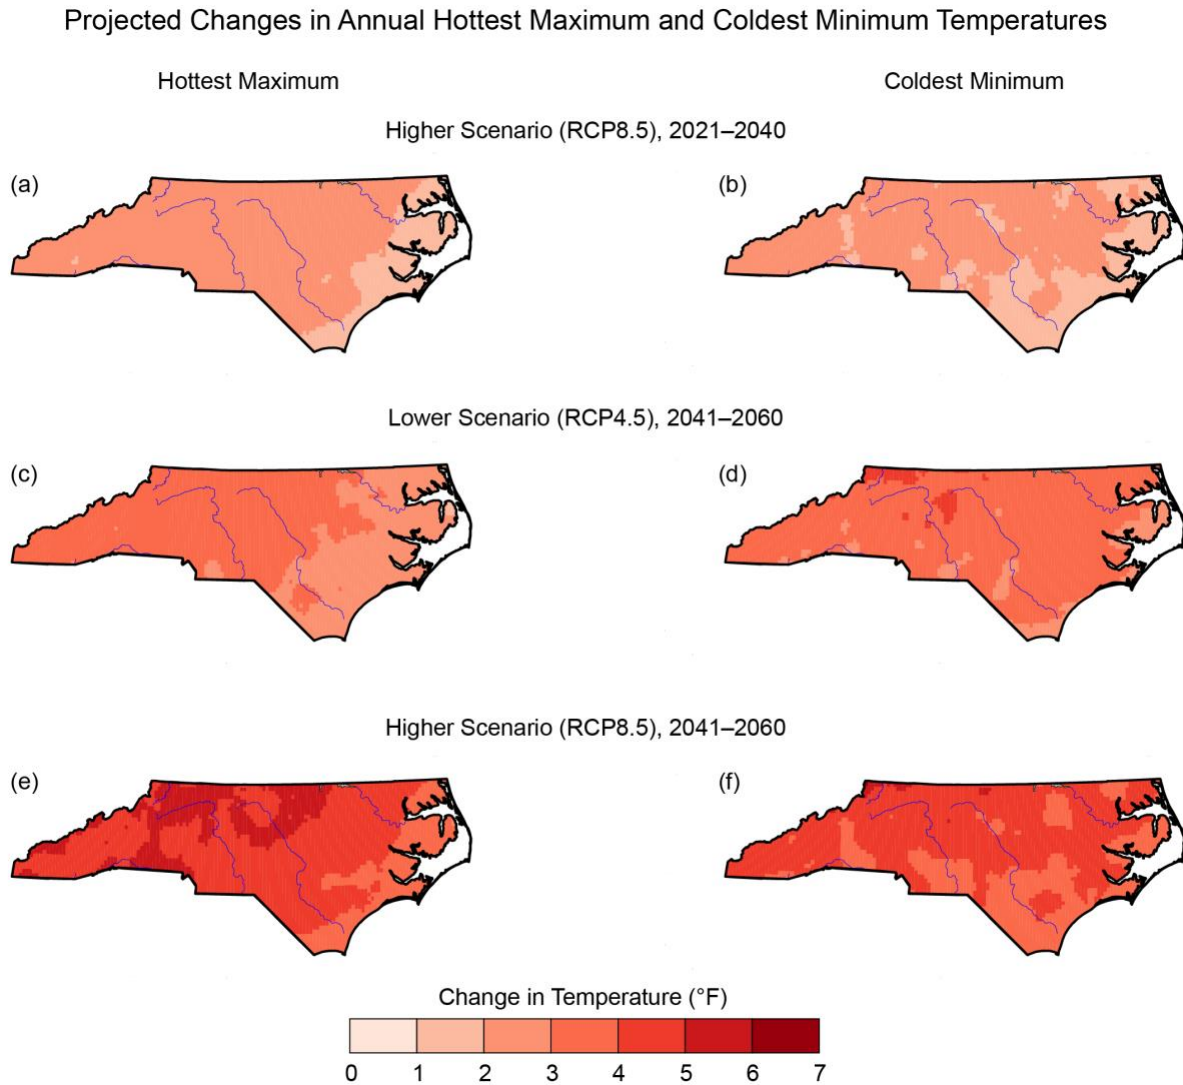 Projected Changes in Annual Hottest Maximum and Coldest Minimum Temperatures
Hottest Maximum
Coldest Minimum
Higher Scenario (RCP8.5), 2021–2040
(a)
(b)
Lower Scenario (RCP4.5), 2041–2060
(c)
(d)
Higher Scenario (RCP8.5), 2041–2060
(e)
(f)
Change in Temperature (°F)
0 1 2 3 4 5 6 7